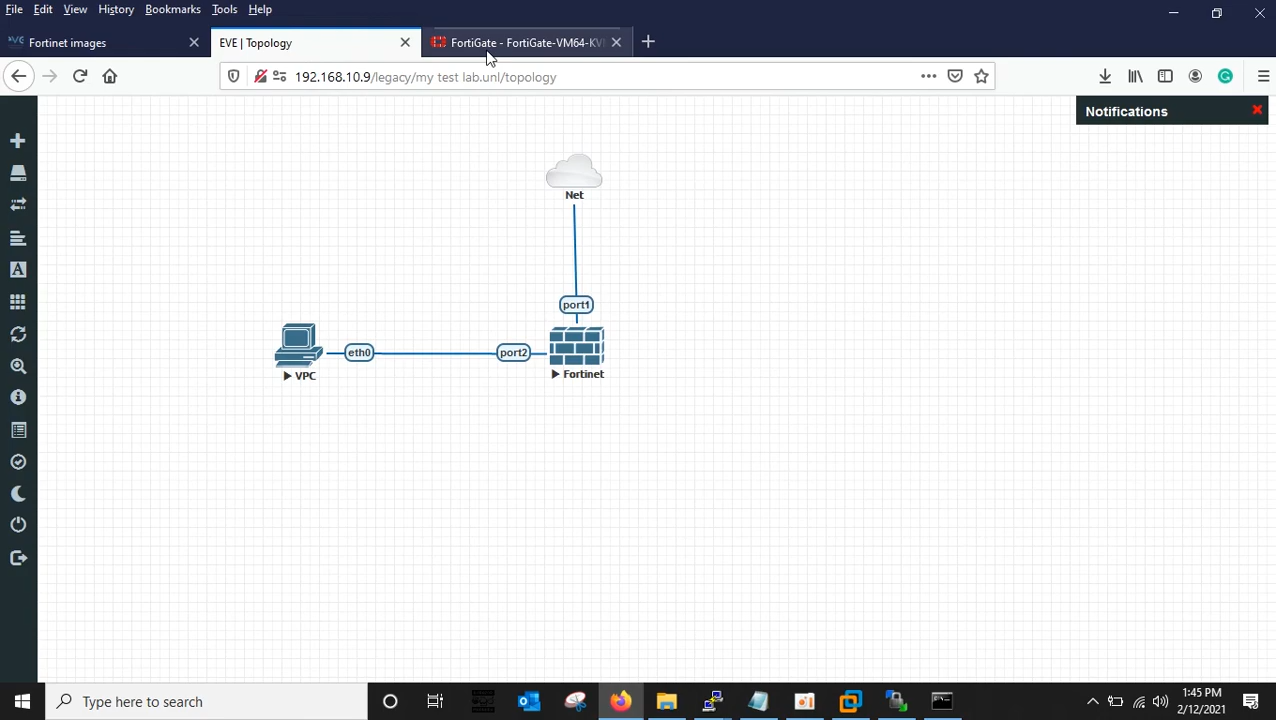 File Edit View History Bookmarks Tools Help
Fortinet images
EVE | Topology
FortiGate - FortiGate-VM64-KV
192.168.10.9/legacy/my test lab.unl/topology
Notifications
Net
port1
eth0
port2
VPC
Fortinet
Type here to search
1:45 PM
2/12/2021